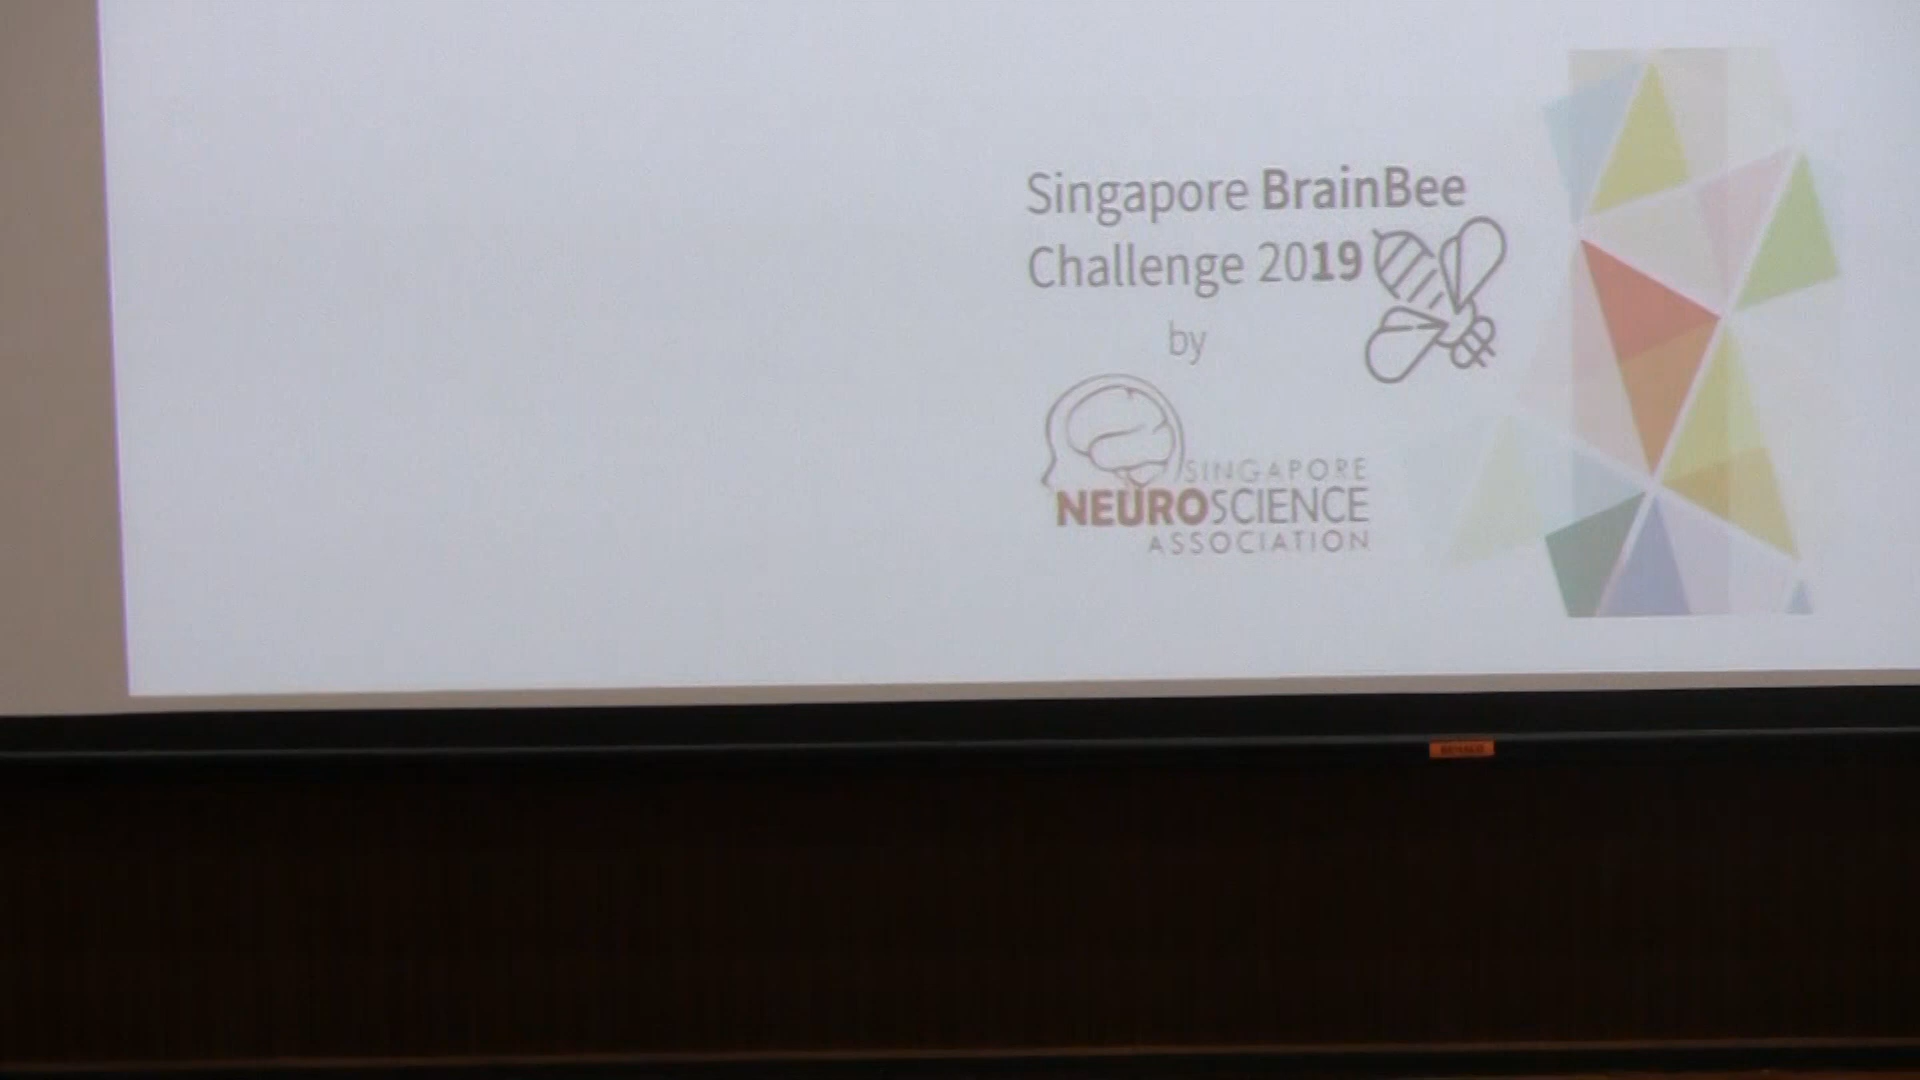 Singapore BrainBee
Challenge 2019
by
SINGAPORE
NEUROSCIENCE
ASSOCIATION